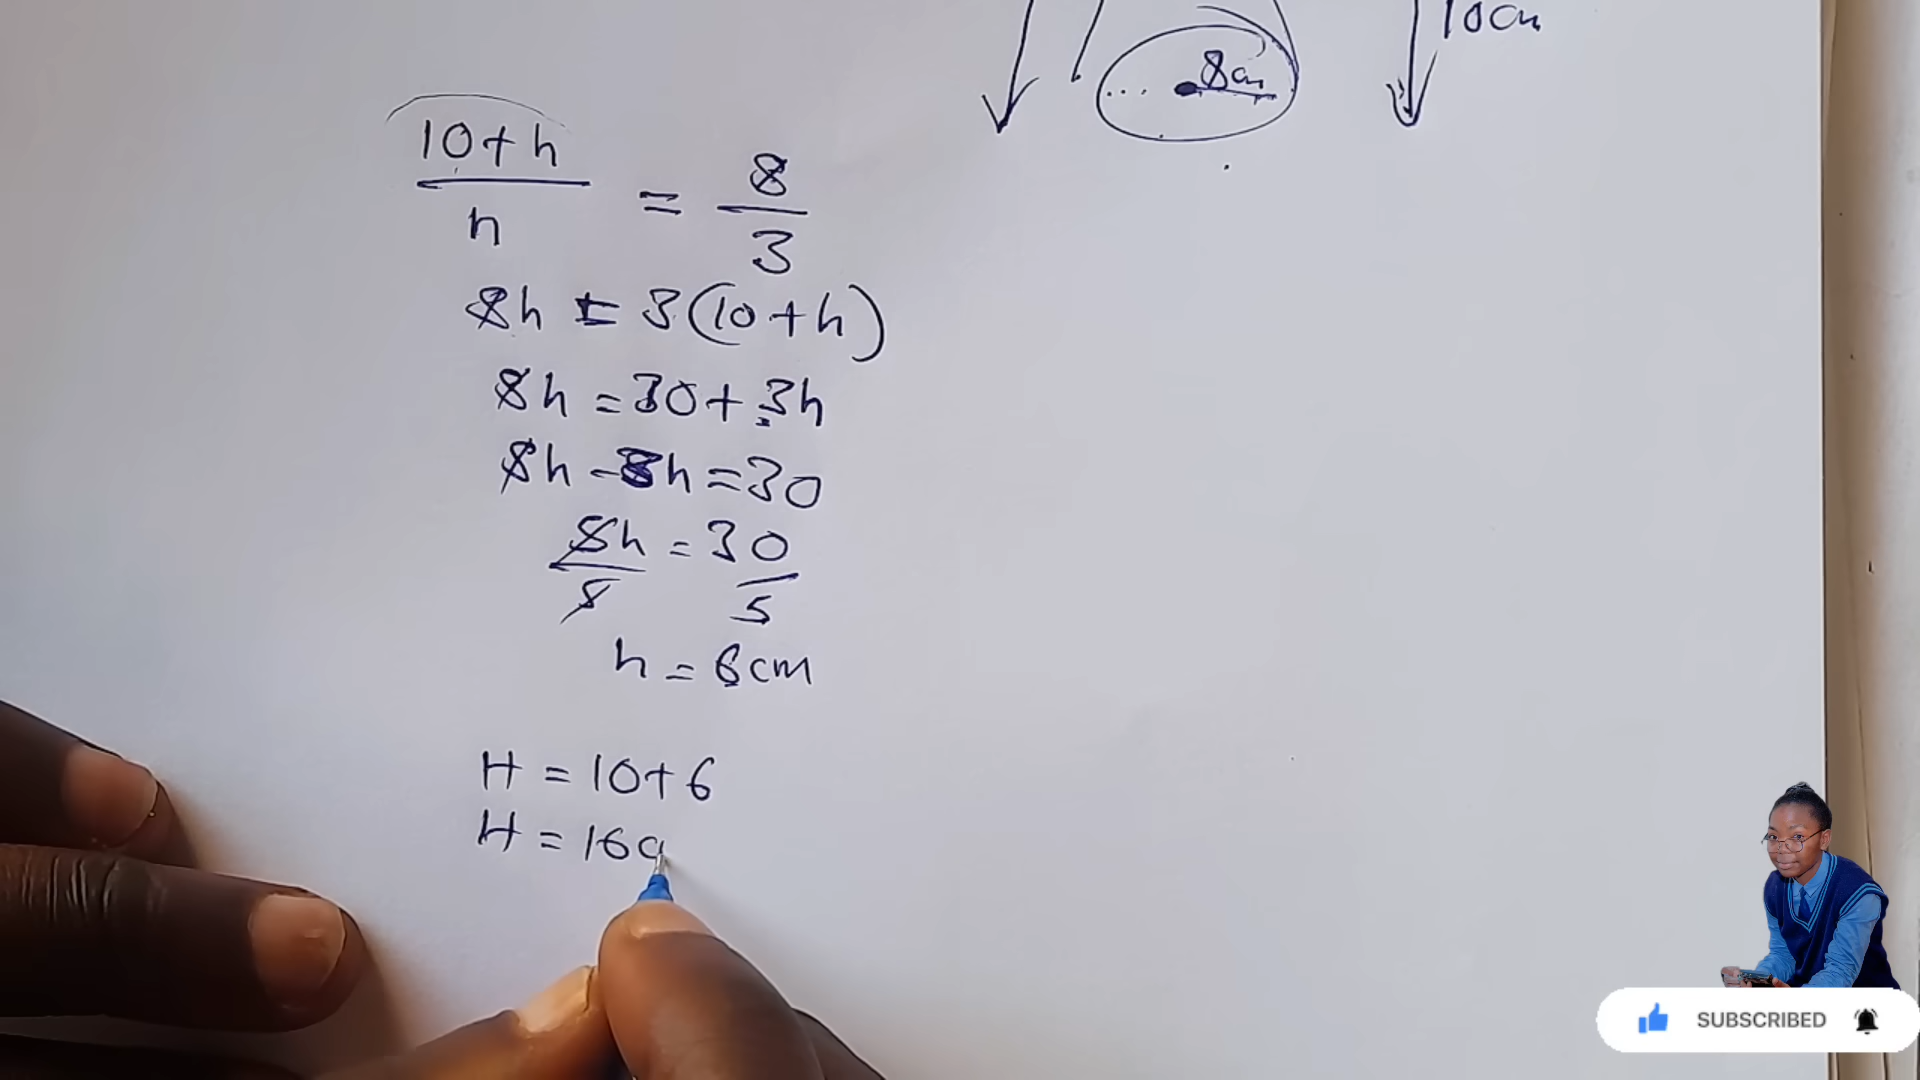 10cm
8cm
10+h
h
=
8
3
8h = 3(10+h)
8h = 30+3h
8h - 3h = 30
5h = 30
5
5
h = 6cm
H = 10+6
H = 16c
SUBSCRIBED